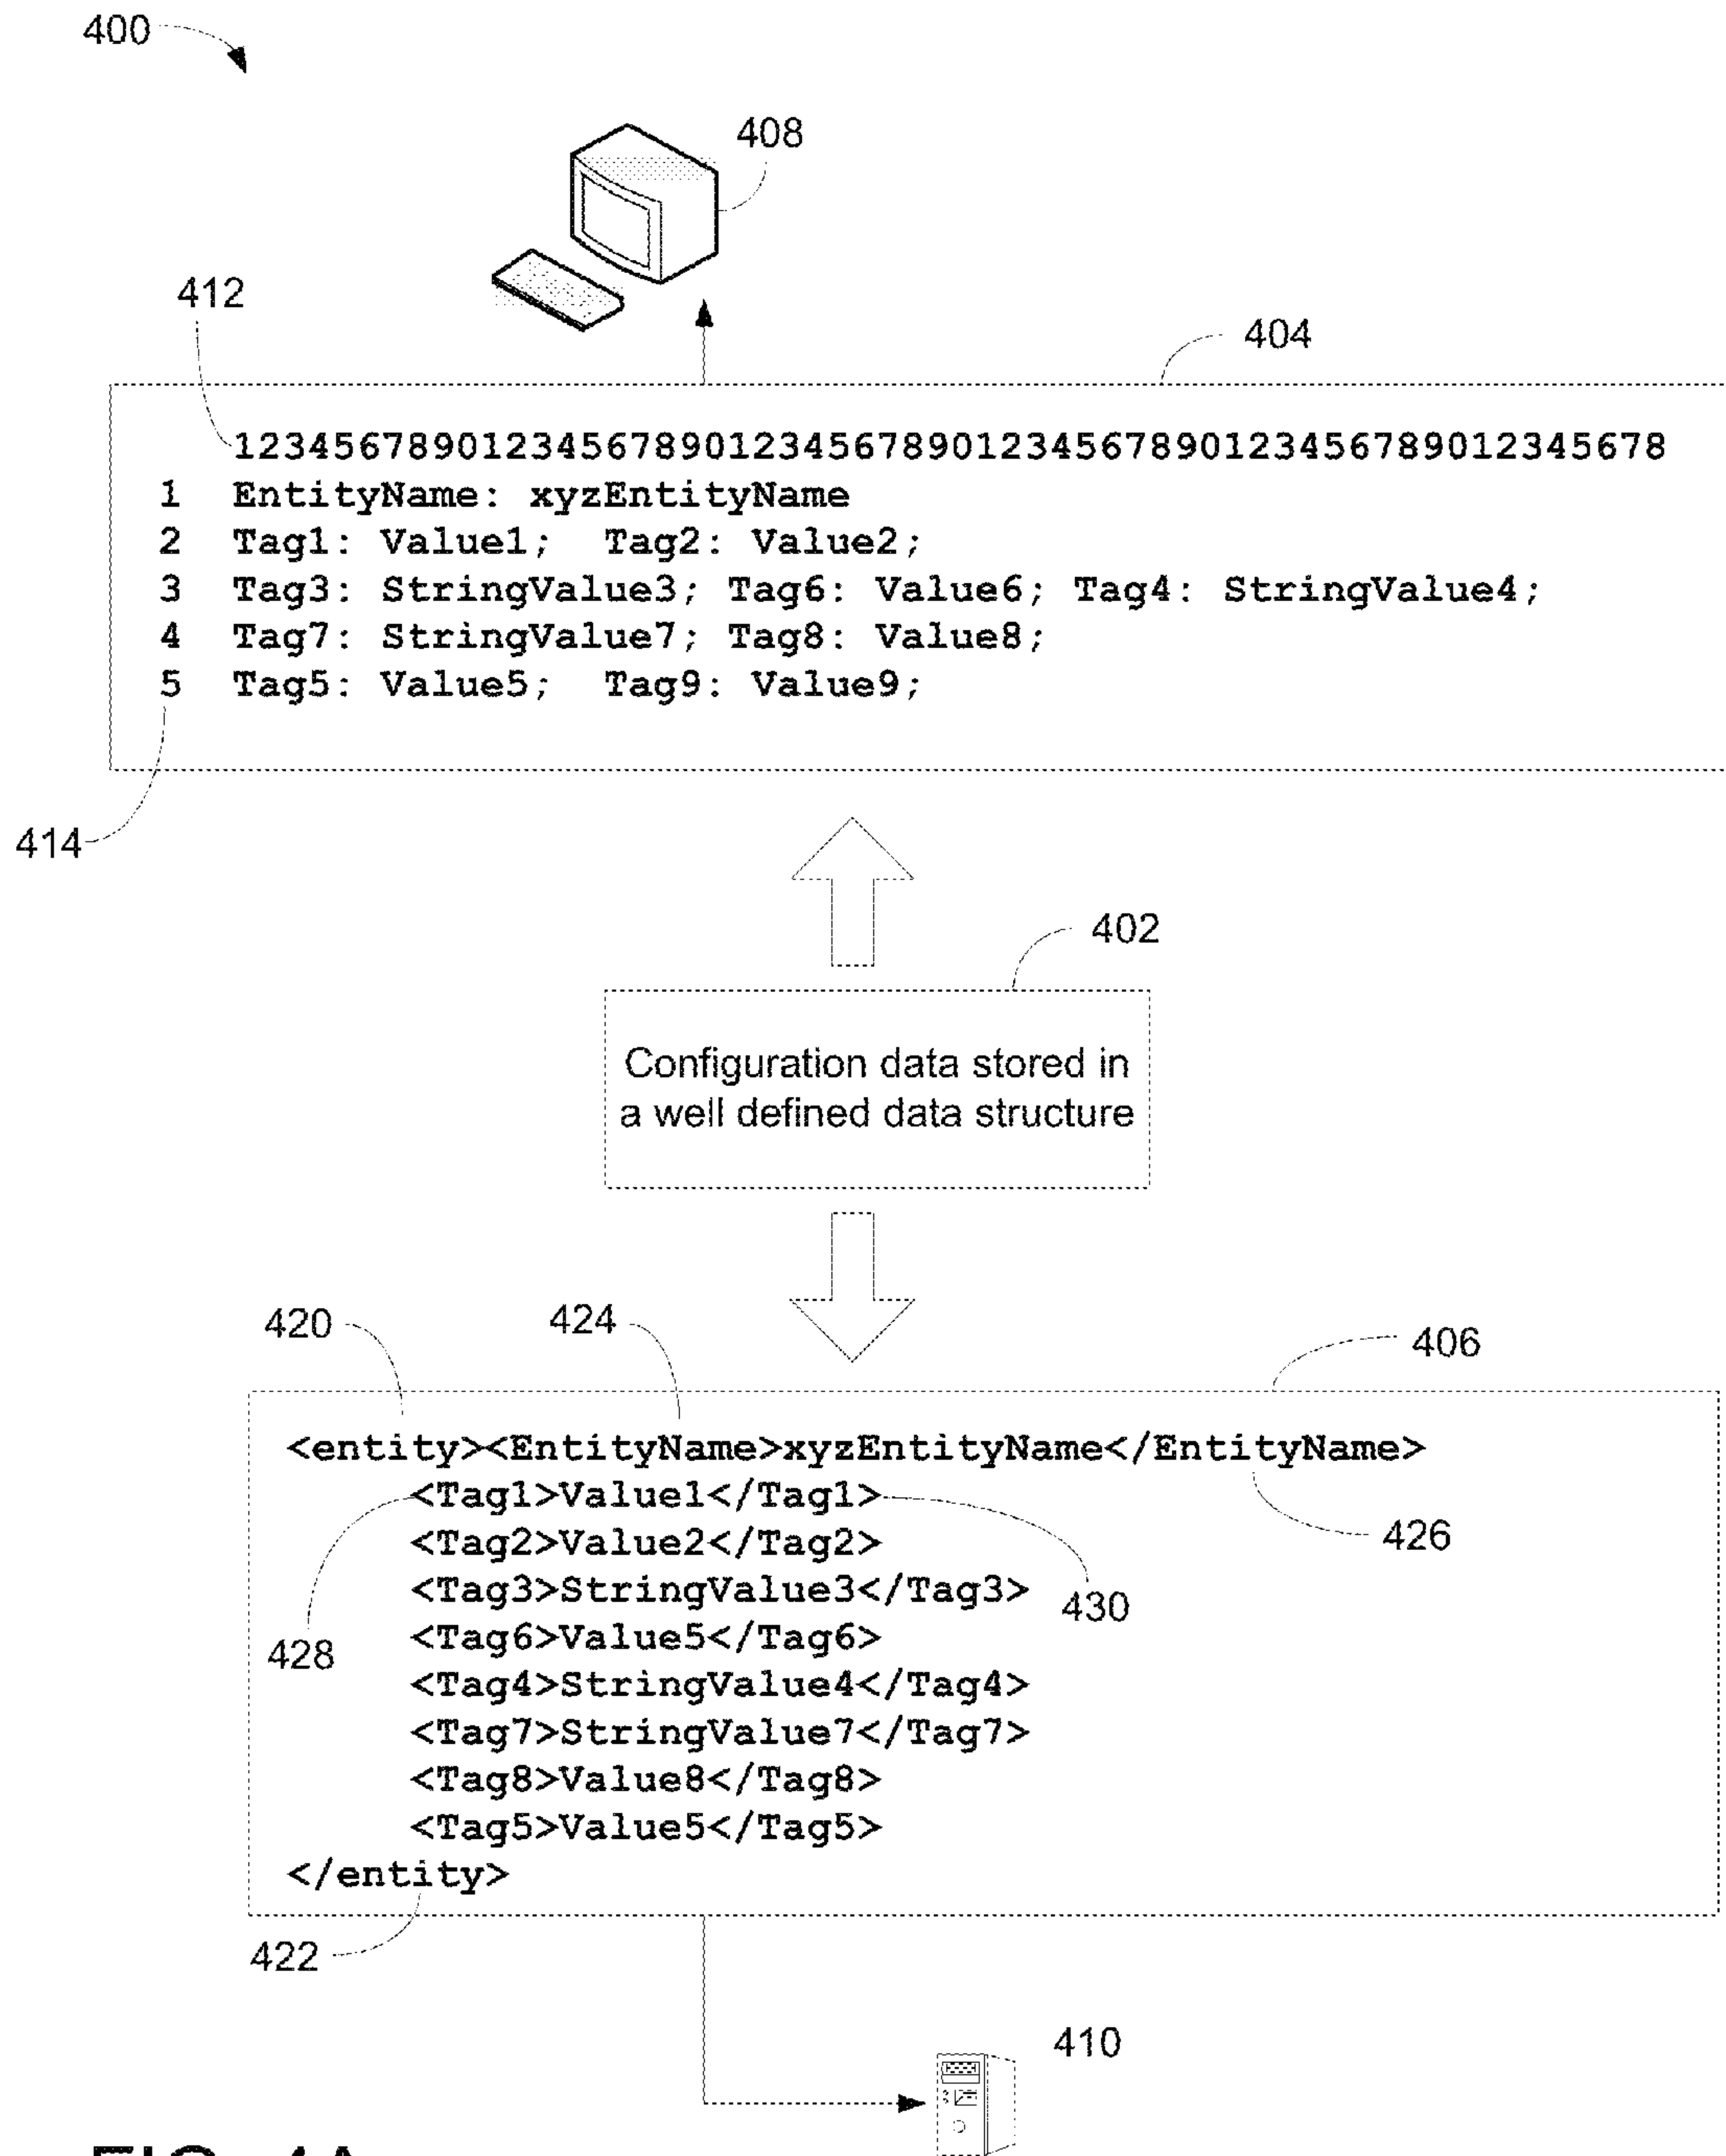 400
408
412
404
1234567890123456789012345678901234567890123456789012345678
1 EntityName: xyzEntityName
2 Tag1: Value1; Tag2: Value2;
3 Tag3: StringValue3; Tag6: Value6; Tag4: StringValue4;
4 Tag7: StringValue7; Tag8: Value8;
5 Tag5: Value5; Tag9: Value9;
414
402
Configuration data stored in
a well defined data structure
420 424
406
<entity><EntityName>xyzEntityName</EntityName>
<Tag1>Value1</Tag1>
<Tag2>Value2</Tag2>
426
<Tag3>StringValue3</Tag3>
430
<Tag6>Value5</Tag6>
428
<Tag4>StringValue4</Tag4>
<Tag7>StringValue7</Tag7>
<Tag8>Value8</Tag8>
<Tag5>Value5</Tag5>
</entity>
422
410